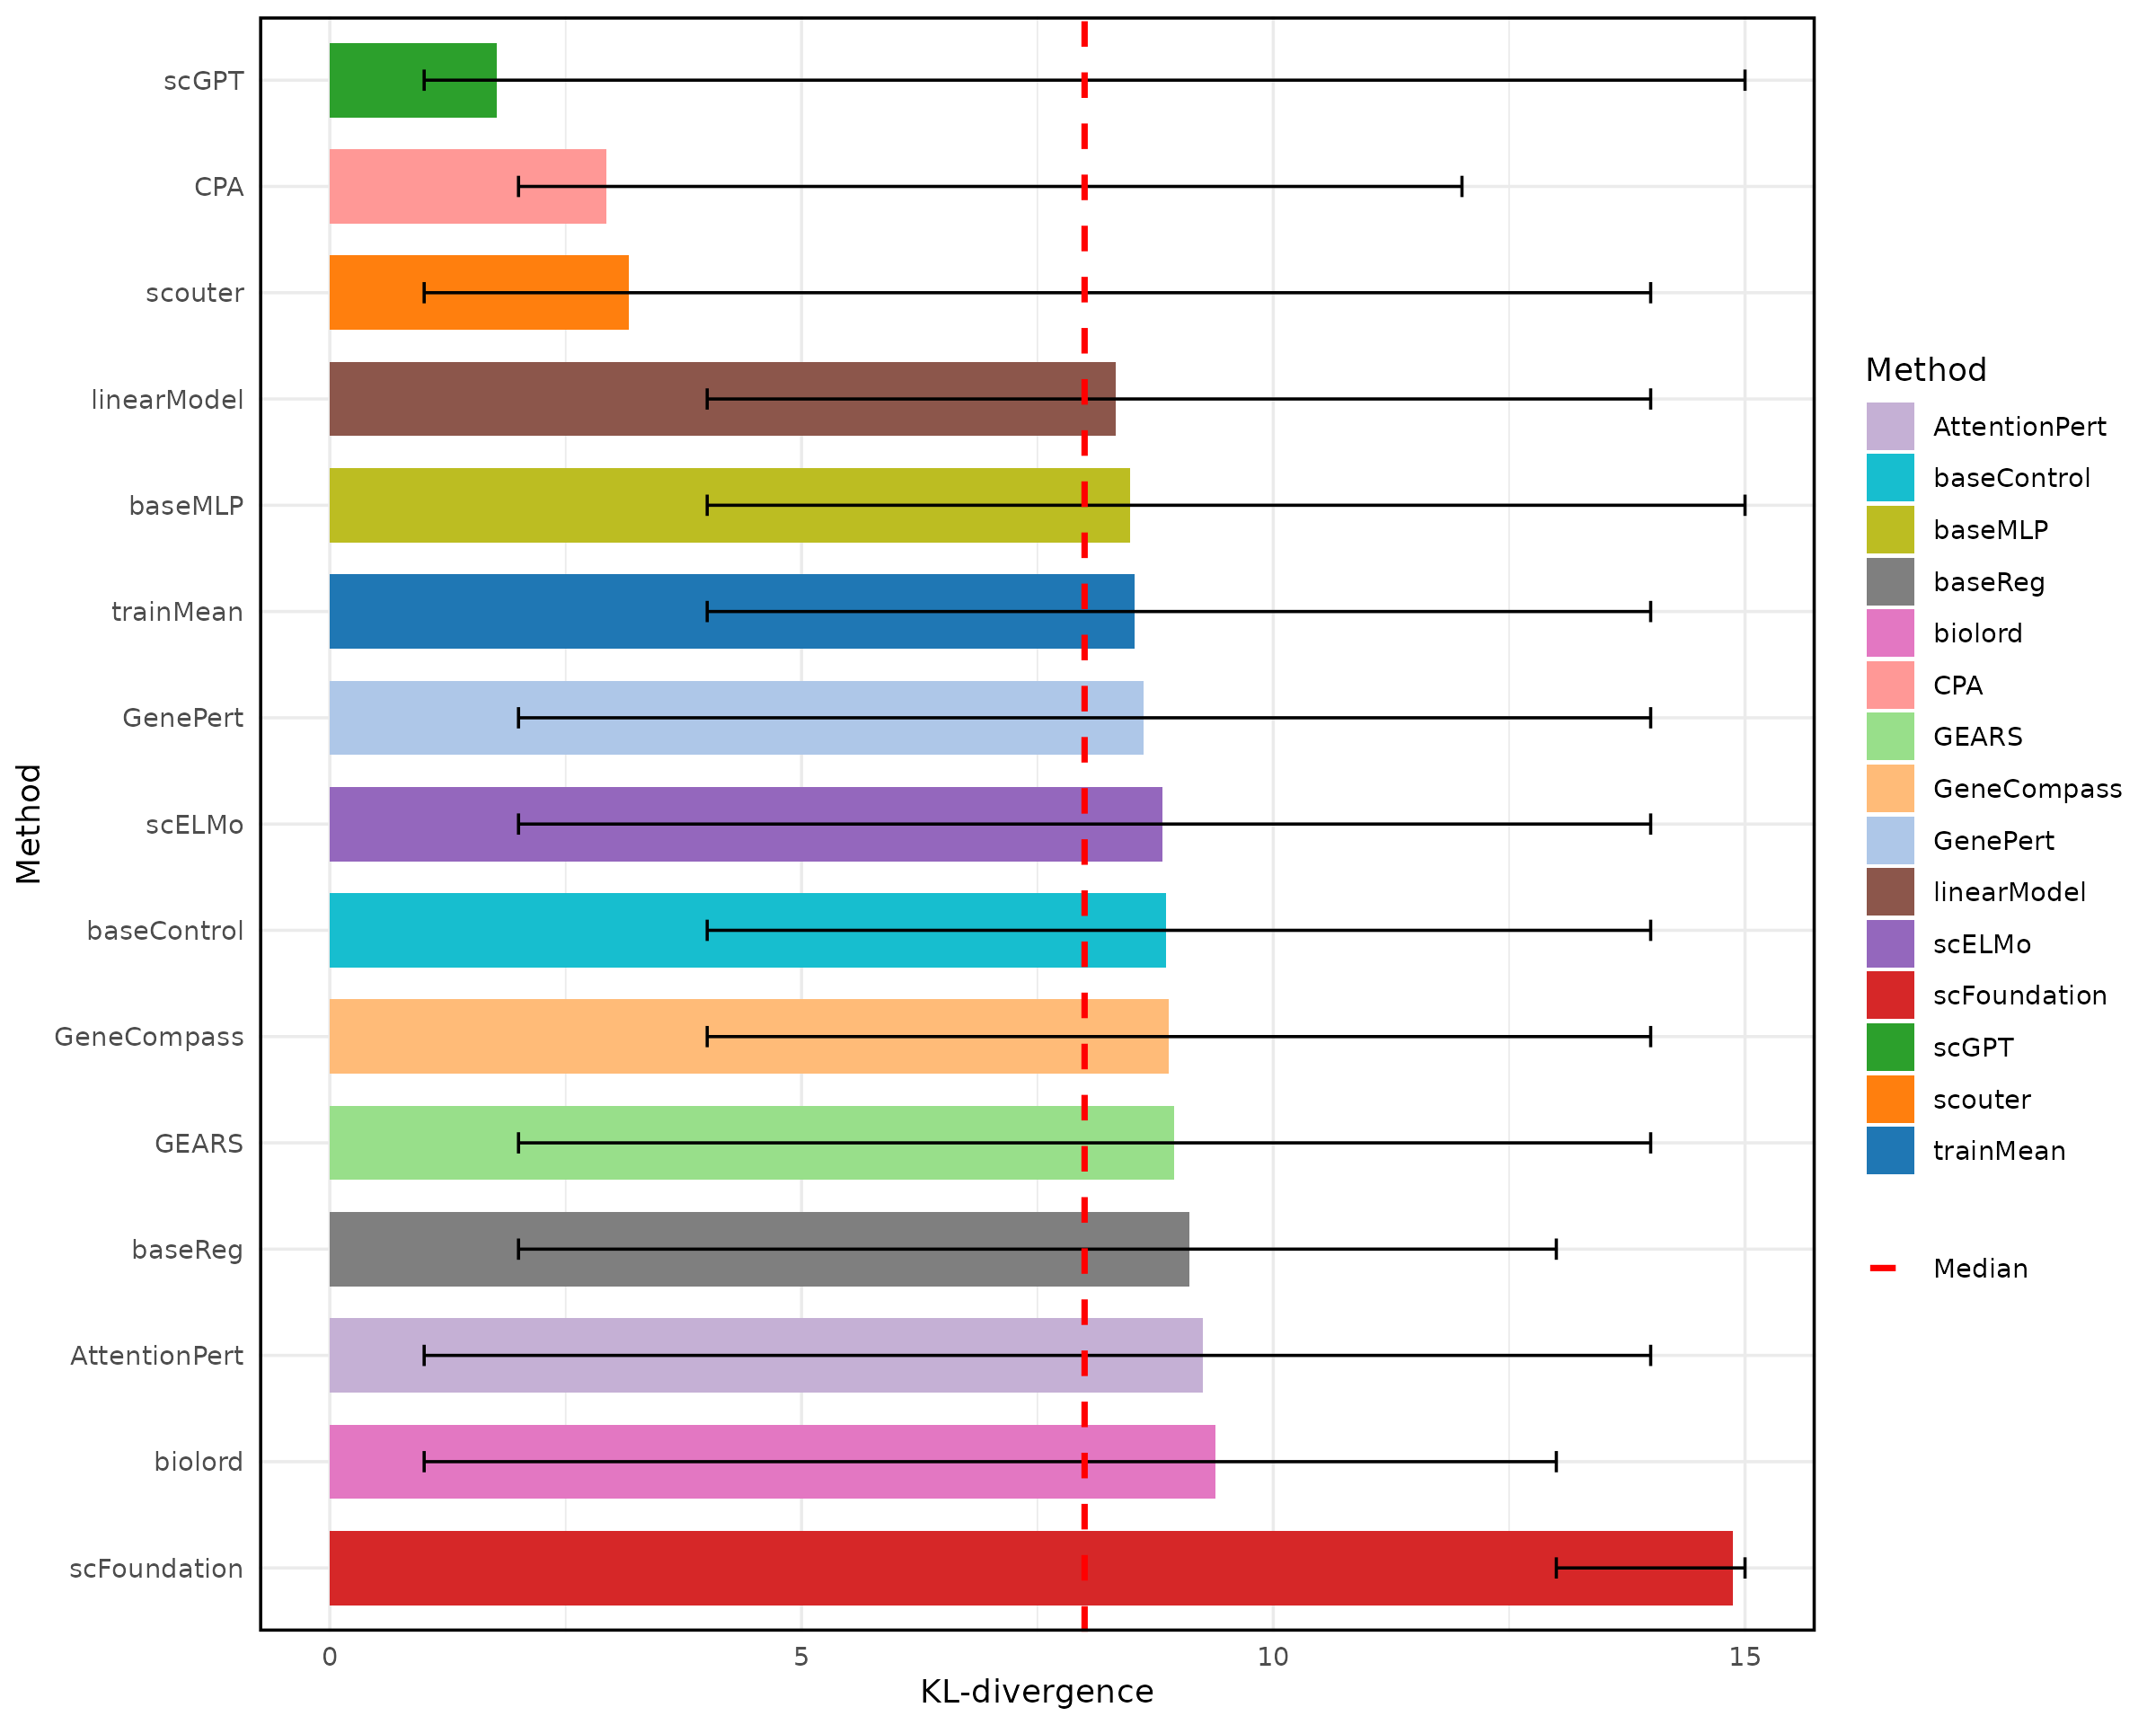 scGPT
CPA
scouter
linearModel
baseMLP
trainMean
GenePert
scELMo
baseControl
GeneCompass
GEARS
baseReg
AttentionPert
biolord
scFoundation
Method
0 5 10 15
KL-divergence
Method
AttentionPert
baseControl
baseMLP
baseReg
biolord
CPA
GEARS
GeneCompass
GenePert
linearModel
scELMo
scFoundation
scGPT
scouter
trainMean
Median